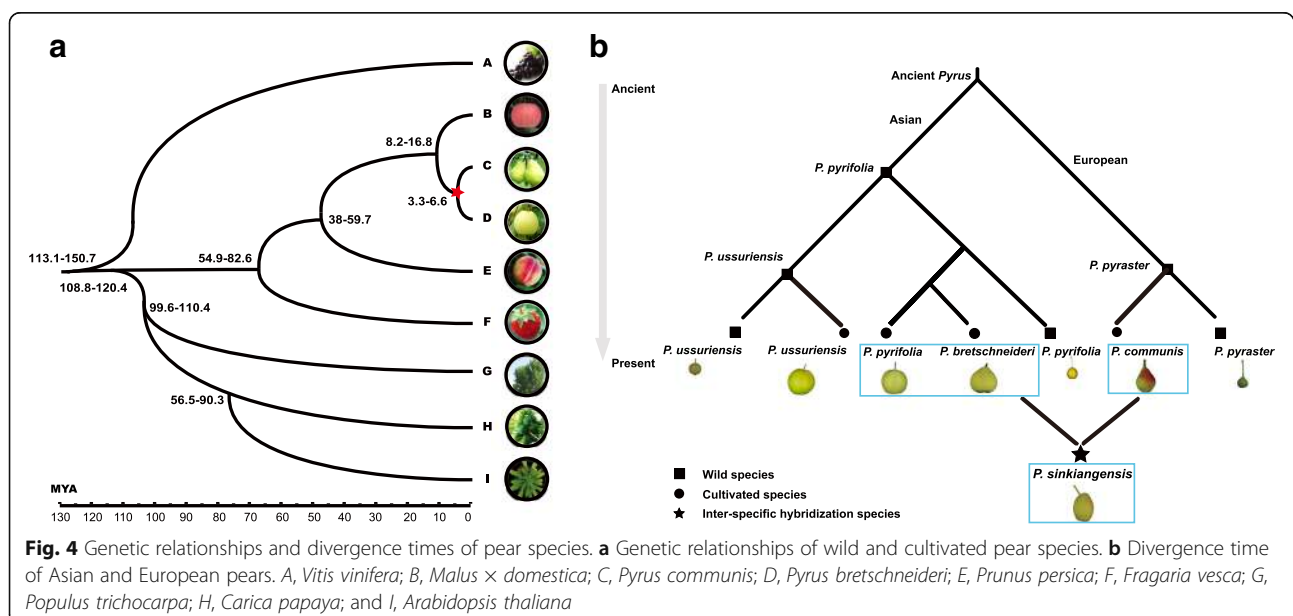 a
A
B
8.2-16.8
C
3.3-6.6
D
38-59.7
113.1-150.7
54.9-82.6
E
108.8-120.4
99.6-110.4
F
G
56.5-90.3
H
I
MYA
130 120 110 100 90 80 70 60 50 40 30 20 10 0
b
Ancient
Ancient Pyrus
Asian
European
P. pyrifolia
P. ussuriensis
P. pyraster
Present
P. ussuriensis P. ussuriensis P. pyrifolia P. bretschneideri P. pyrifolia P. communis P. pyraster
Wild species
Cultivated species
Inter-specific hybridization species
P. sinkiangensis
Fig. 4 Genetic relationships and divergence times of pear species. a Genetic relationships of wild and cultivated pear species. b Divergence time
of Asian and European pears. A, Vitis vinifera; B, Malus × domestica; C, Pyrus communis; D, Pyrus bretschneideri; E, Prunus persica; F, Fragaria vesca; G,
Populus trichocarpa; H, Carica papaya; and I, Arabidopsis thaliana